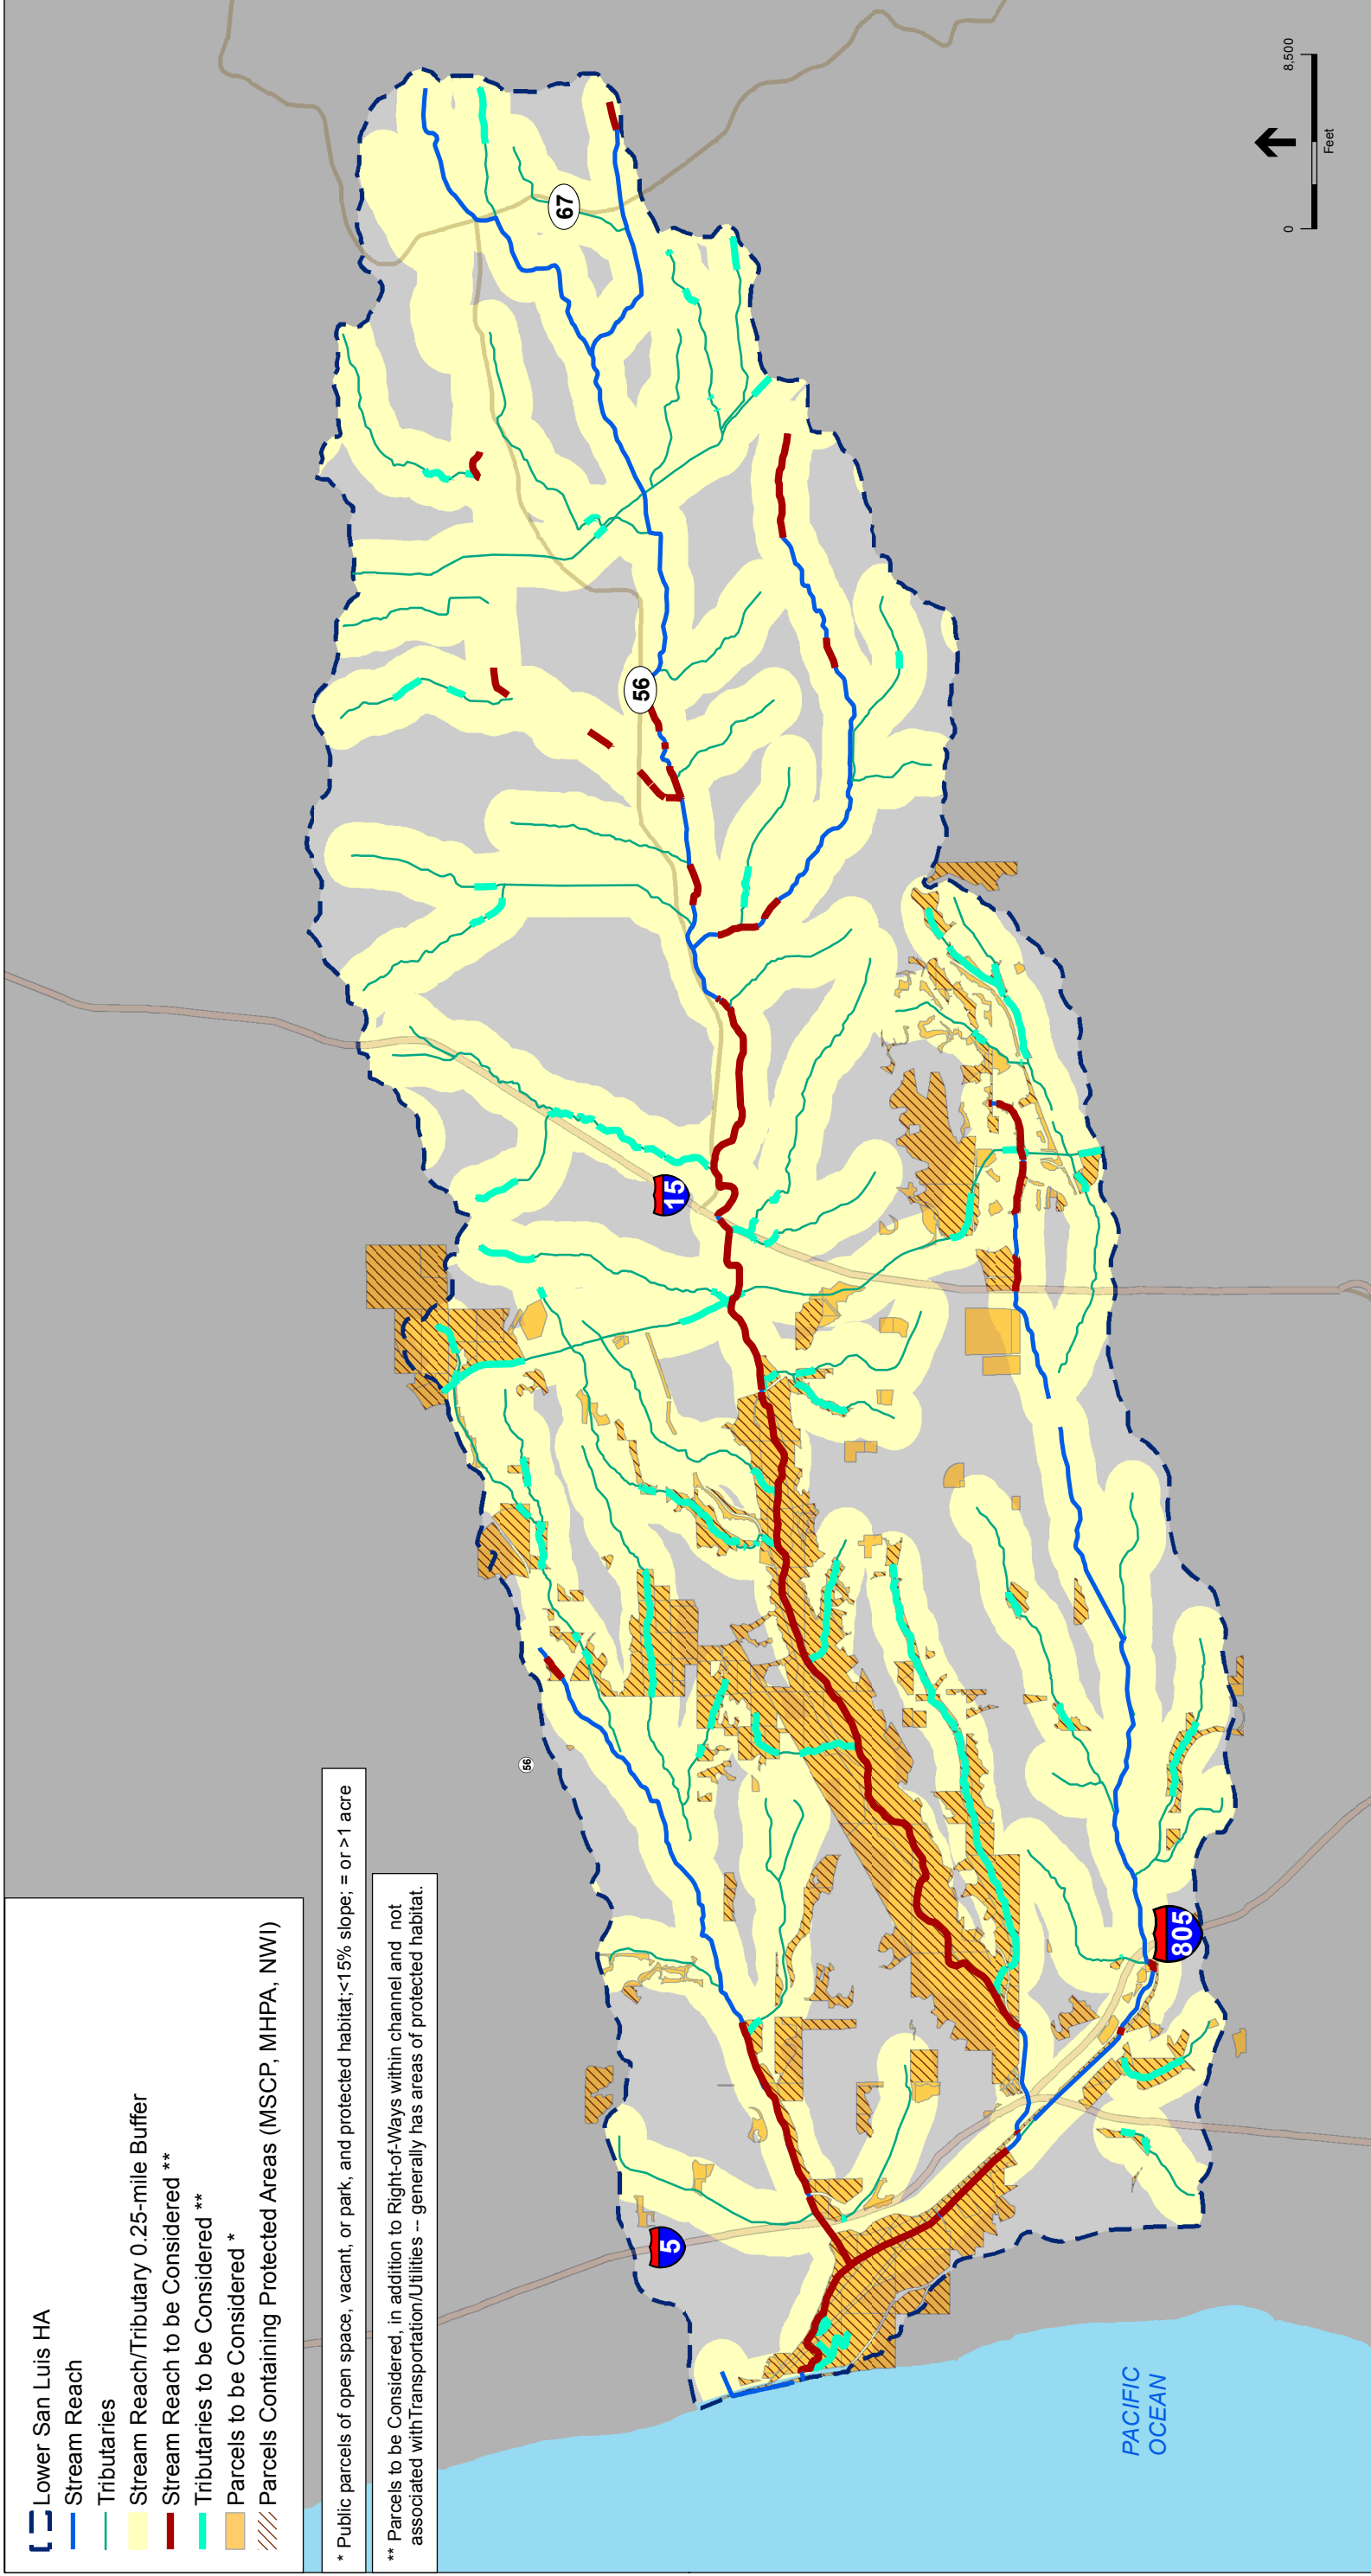 Lower San Luis HA
Stream Reach
Tributaries
Stream Reach/Tributary 0.25-mile Buffer
Stream Reach to be Considered **
Tributaries to be Considered **
Parcels to be Considered *
Parcels Containing Protected Areas (MSCP, MHPA, NWI)
* Public parcels of open space, vacant, or park, and protected habitat;<15% slope; = or >1 acre
** Parcels to be Considered, in addition to Right-of-Ways within channel and not
associated withTransportation/Utilities -- generally has areas of protected habitat.
56
5
15
56
67
805
PACIFIC
OCEAN
0
8,500
Feet